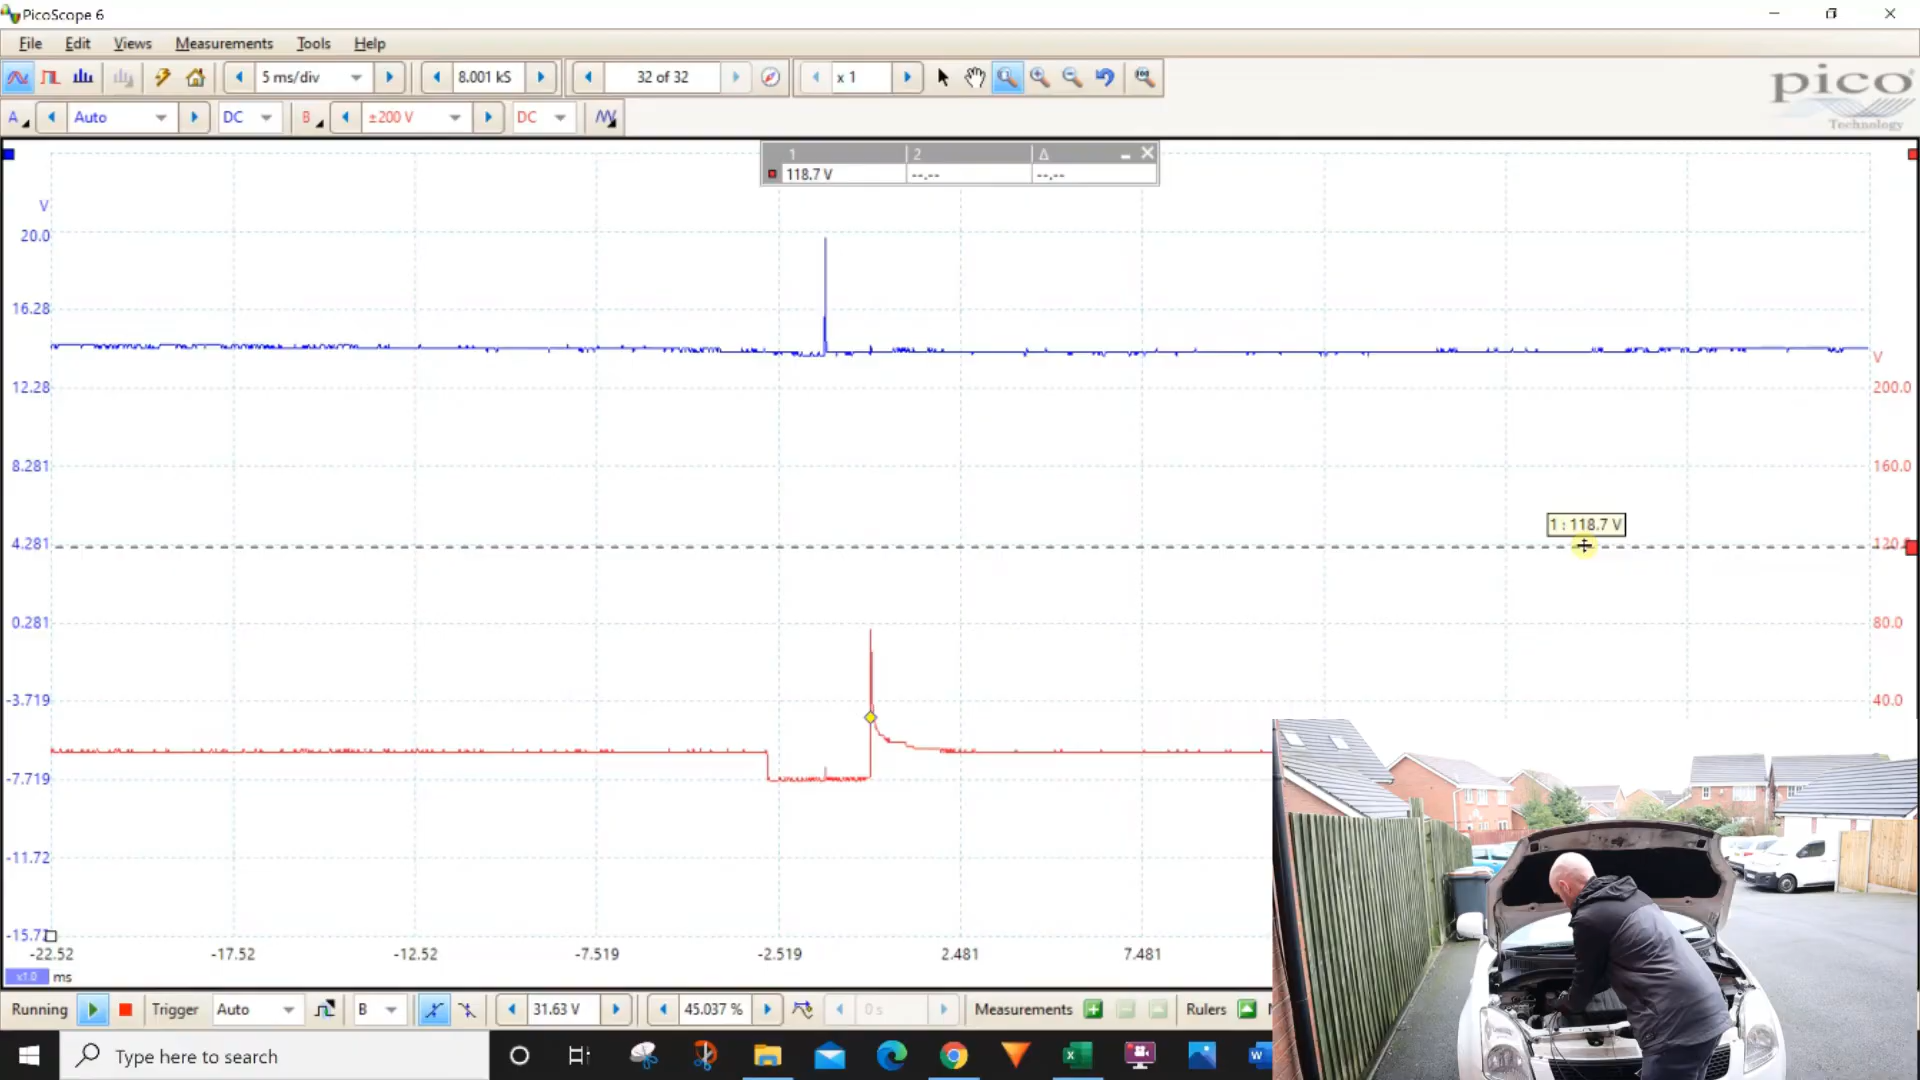 PicoScope 6
File Edit Views Measurements Tools Help
5 ms/div 8.001 kS 32 of 32 x 1
A Auto DC B ±200 V DC
pico
Technology
1 2 Δ
118.7 V --.-- --.--
V
20.0
16.28
V
12.28 200.0
8.281 160.0
1 : 118.7 V
4.281
0.281 80.0
-3.719 40.0
-7.719
-11.72
-22.52 -17.52 -12.52 -7.519 -2.519 2.481 7.481
x1.0 ms
Running Trigger Auto B 31.63 V 45.037 % 0 s Measurements Rulers
Type here to search